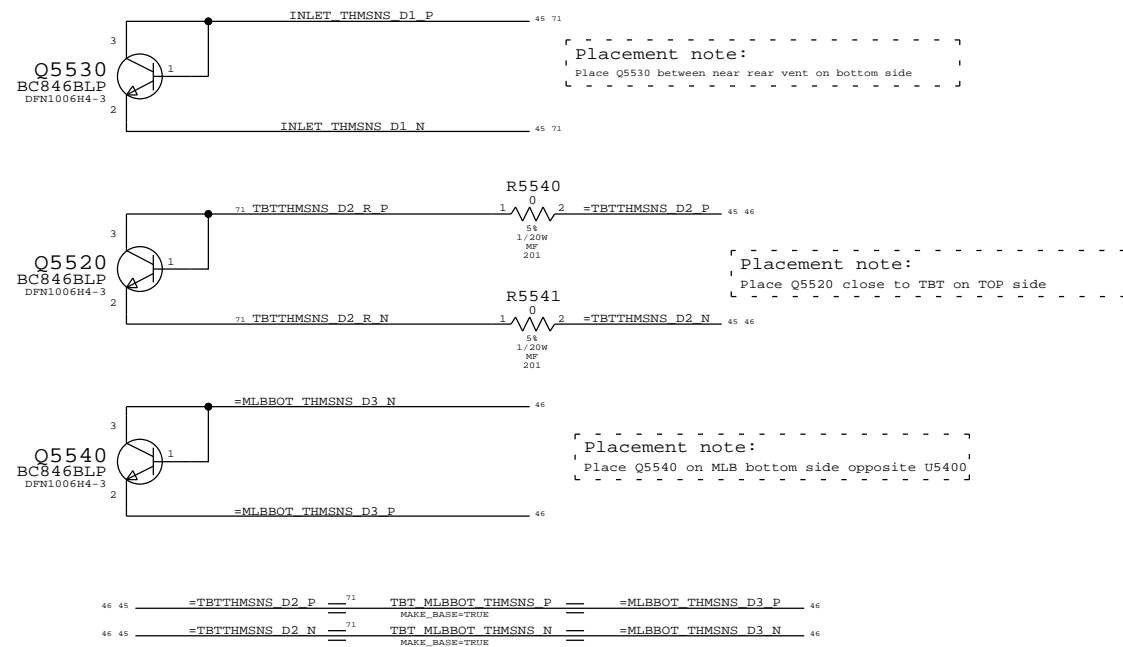 INLET_THMSNS_D1_P 45 71
3
Q5530 1
BC846BLP
DFN1006H4-3
2
INLET_THMSNS_D1_N 45 71
Placement note:
Place Q5530 between near rear vent on bottom side
R5540
0
71 TBTTHMSNS_D2_R_P 1 2 =TBTTHMSNS_D2_P 45 46
5%
1/20W
MF
201
3
Q5520 1
BC846BLP
DFN1006H4-3
2
Placement note:
Place Q5520 close to TBT on TOP side
R5541
0
71 TBTTHMSNS_D2_R_N 1 2 =TBTTHMSNS_D2_N 45 46
5%
1/20W
MF
201
=MLBBOT_THMSNS_D3_N 46
3
Q5540 1
BC846BLP
DFN1006H4-3
2
=MLBBOT_THMSNS_D3_P 46
Placement note:
Place Q5540 on MLB bottom side opposite U5400
46 45 =TBTTHMSNS_D2_P 71 TBT_MLBBOT_THMSNS_P =MLBBOT_THMSNS_D3_P 46
MAKE_BASE=TRUE
46 45 =TBTTHMSNS_D2_N 71 TBT_MLBBOT_THMSNS_N =MLBBOT_THMSNS_D3_N 46
MAKE_BASE=TRUE